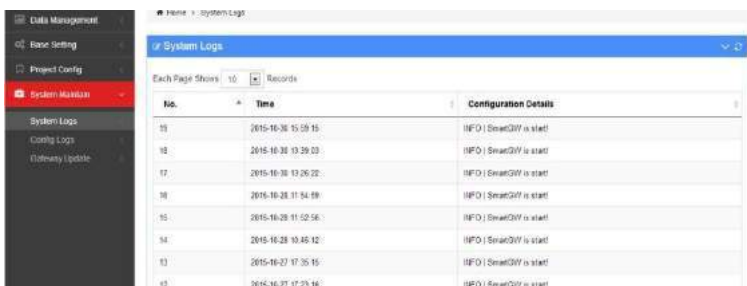 Home > System Logs
Data Management
Base Setting
Project Config
System Maintain
System Logs
Config Logs
Gateway Update
System Logs
Each Page Shows 10 Records
No. Time Configuration Details
19 2015-10-30 15:59:15 INFO | SmartGW is start!
18 2015-10-30 13:39:03 INFO | SmartGW is start!
17 2015-10-30 13:26:22 INFO | SmartGW is start!
16 2015-10-28 11:54:59 INFO | SmartGW is start!
15 2015-10-28 11:52:56 INFO | SmartGW is start!
14 2015-10-28 10:46:12 INFO | SmartGW is start!
13 2015-10-27 17:35:15 INFO | SmartGW is start!